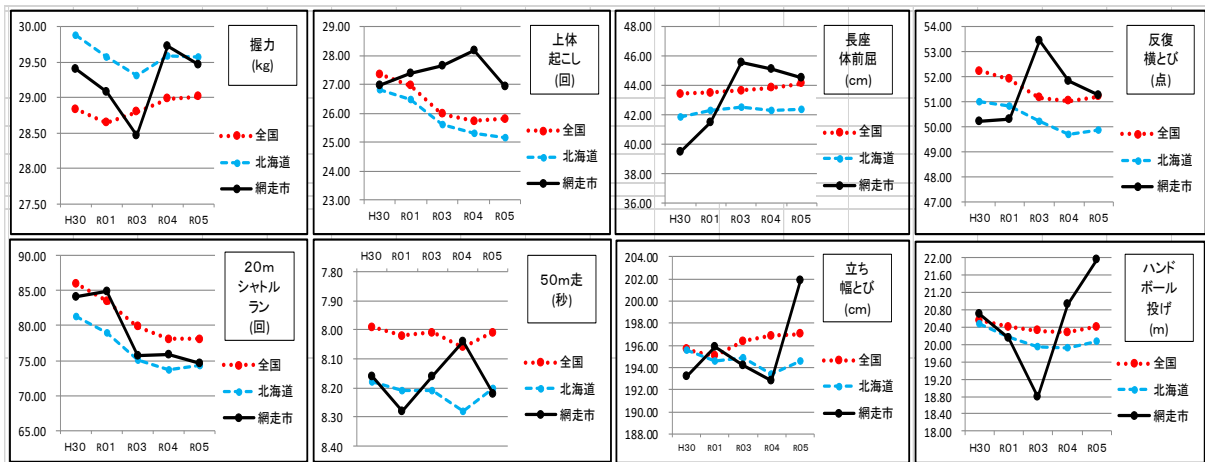 30.00
29.50
29.00
28.50
28.00
27.50
H30 R01 R03 R04 R05
握力
(kg)
全国
北海道
網走市
29.00
28.00
27.00
26.00
25.00
24.00
23.00
H30 R01 R03 R04 R05
上体
起こし
(回)
全国
北海道
網走市
48.00
46.00
44.00
42.00
40.00
38.00
36.00
H30 R01 R03 R04 R05
長座
体前屈
(cm)
全国
北海道
網走市
54.00
53.00
52.00
51.00
50.00
49.00
48.00
47.00
H30 R01 R03 R04 R05
反復
横とび
(点)
全国
北海道
網走市
90.00
85.00
80.00
75.00
70.00
65.00
H30 R01 R03 R04 R05
20m
シャトル
ラン
(回)
全国
北海道
網走市
H30 R01 R03 R04 R05
7.80
7.90
8.00
8.10
8.20
8.30
8.40
50m走
(秒)
全国
北海道
網走市
204.00
202.00
200.00
198.00
196.00
194.00
192.00
190.00
188.00
H30 R01 R03 R04 R05
立ち
幅とび
(cm)
全国
北海道
網走市
22.00
21.60
21.20
20.80
20.40
20.00
19.60
19.20
18.80
18.40
18.00
H30 R01 R03 R04 R05
ハンド
ボール
投げ
(m)
全国
北海道
網走市